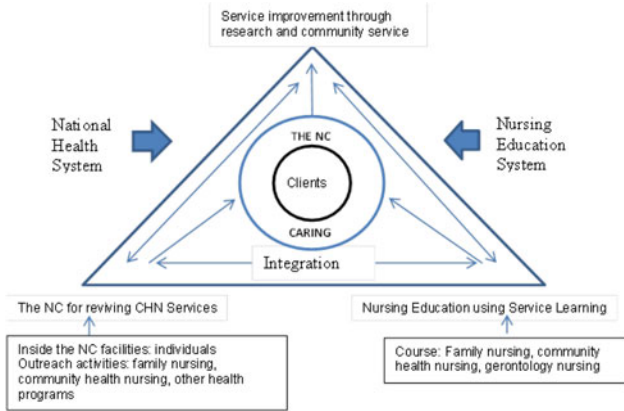 Service improvement through
research and community service
National
Health
System
Nursing
Education
System
THE NC
Clients
CARING
Integration
The NC for reviving CHN Services
Nursing Education using Service Learning
Inside the NC facilities: individuals
Outreach activities: family nursing,
community health nursing, other health
programs
Course: Family nursing, community
health nursing, gerontology nursing